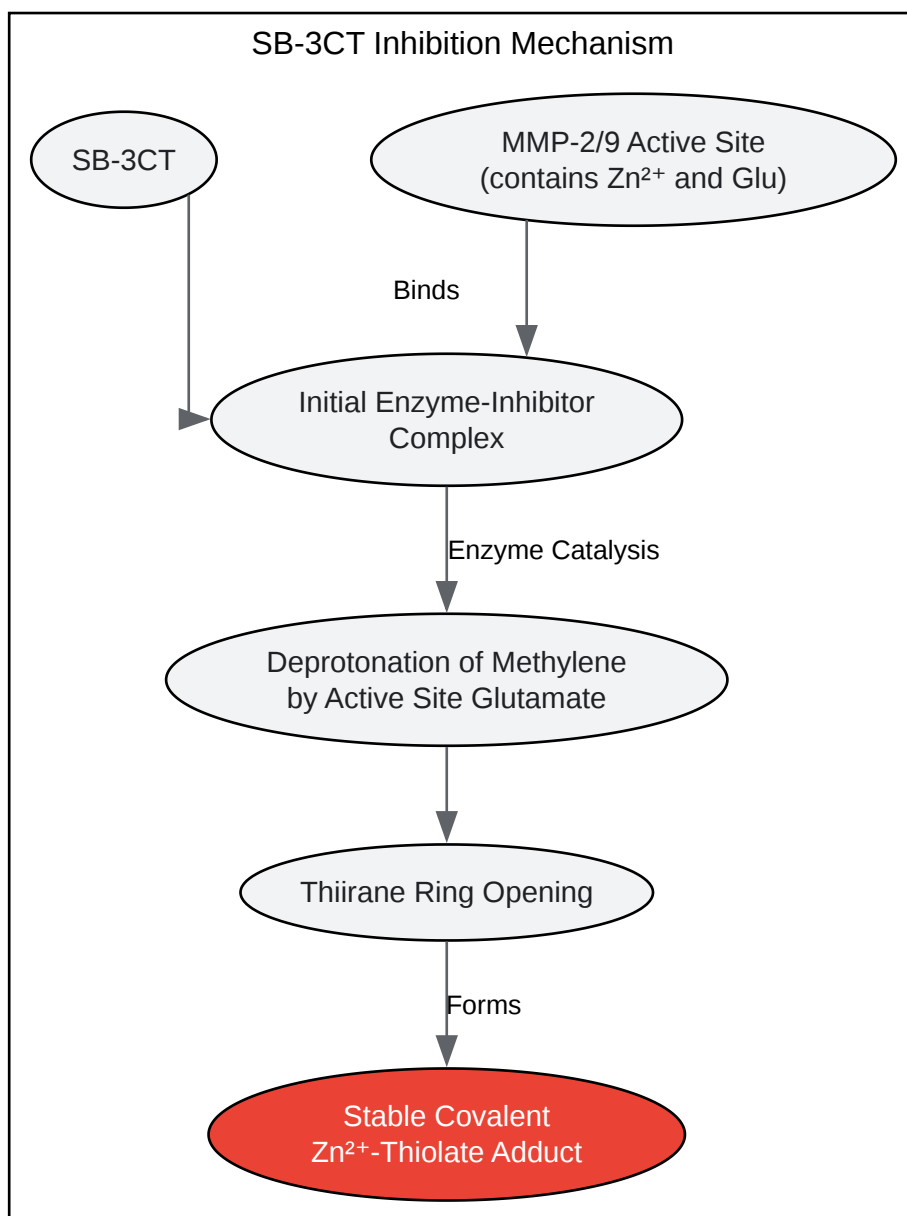 SB-3CT Inhibition Mechanism
SB-3CT
MMP-2/9 Active Site
(contains Zn²⁺ and Glu)
Binds
Initial Enzyme-Inhibitor
Complex
Enzyme Catalysis
Deprotonation of Methylene
by Active Site Glutamate
Thiirane Ring Opening
Forms
Stable Covalent
Zn²⁺-Thiolate Adduct